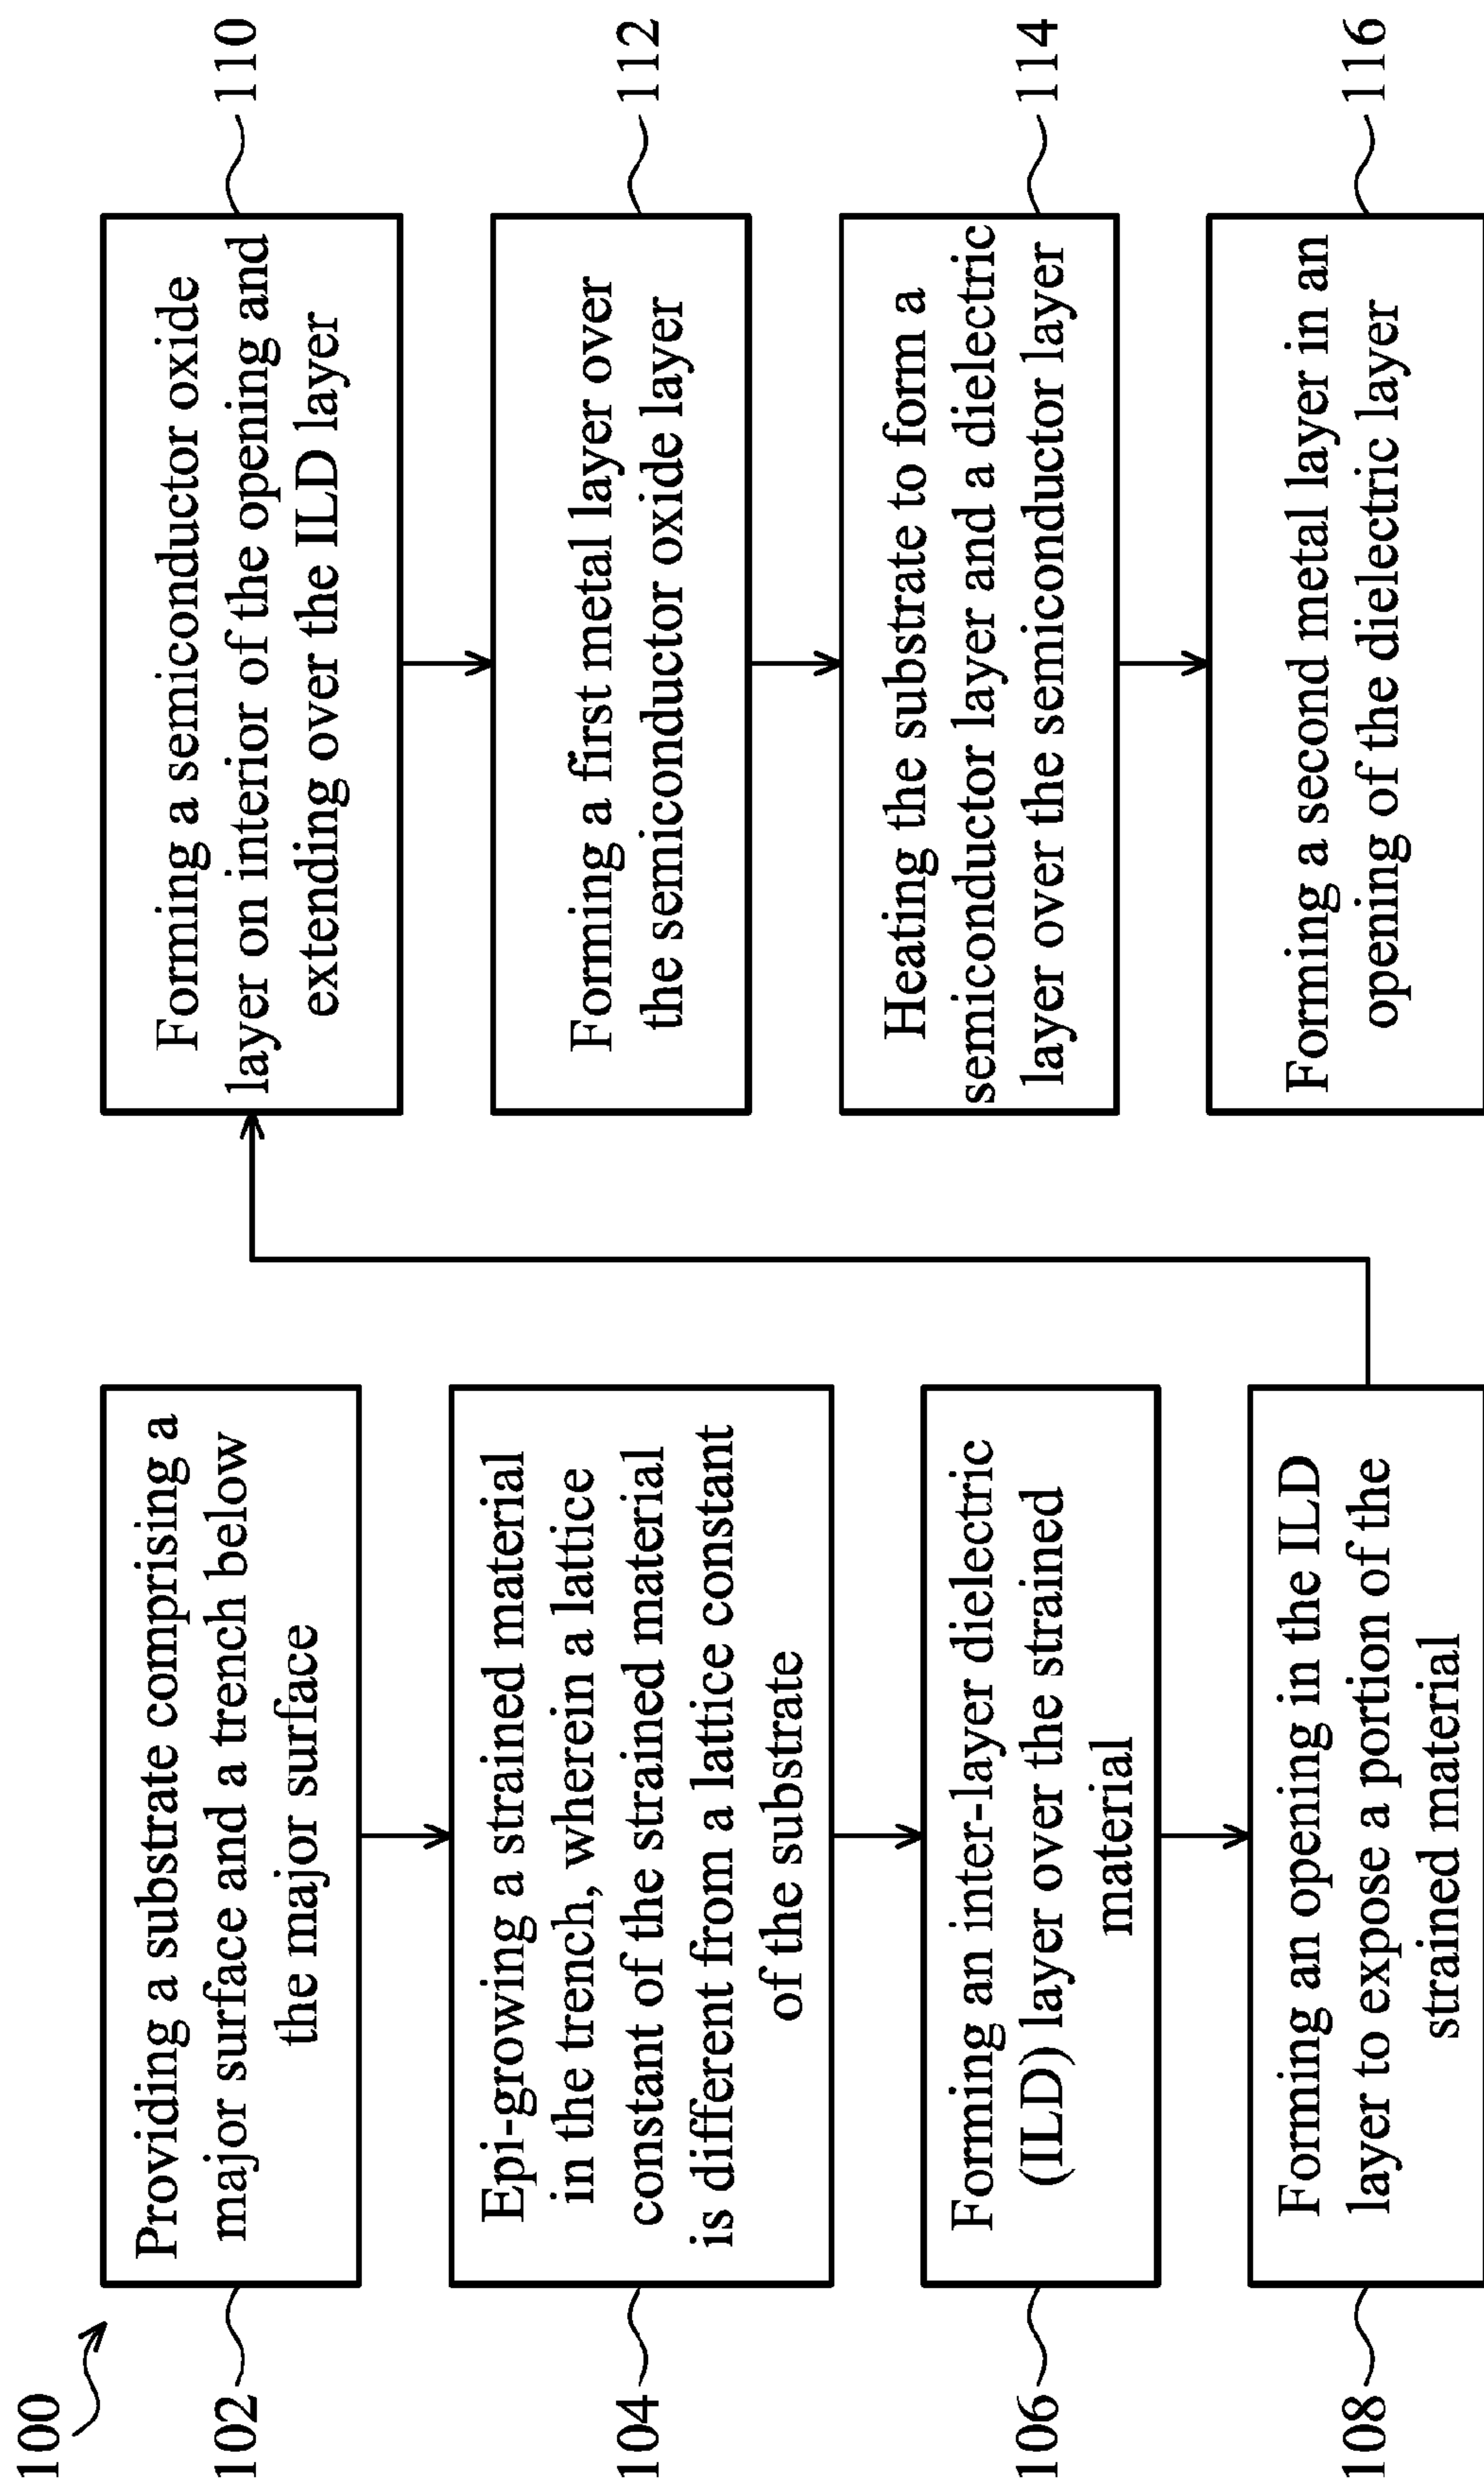 100
102
Providing a substrate comprising a
major surface and a trench below
the major surface
104
Epi-growing a strained material
in the trench, wherein a lattice
constant of the strained material
is different from a lattice constant
of the substrate
106
Forming an inter-layer dielectric
(ILD) layer over the strained
material
108
Forming an opening in the ILD
layer to expose a portion of the
strained material
Forming a semiconductor oxide
layer on interior of the opening and
extending over the ILD layer
110
Forming a first metal layer over
the semiconductor oxide layer
112
Heating the substrate to form a
semiconductor layer and a dielectric
layer over the semiconductor layer
114
Forming a second metal layer in an
opening of the dielectric layer
116